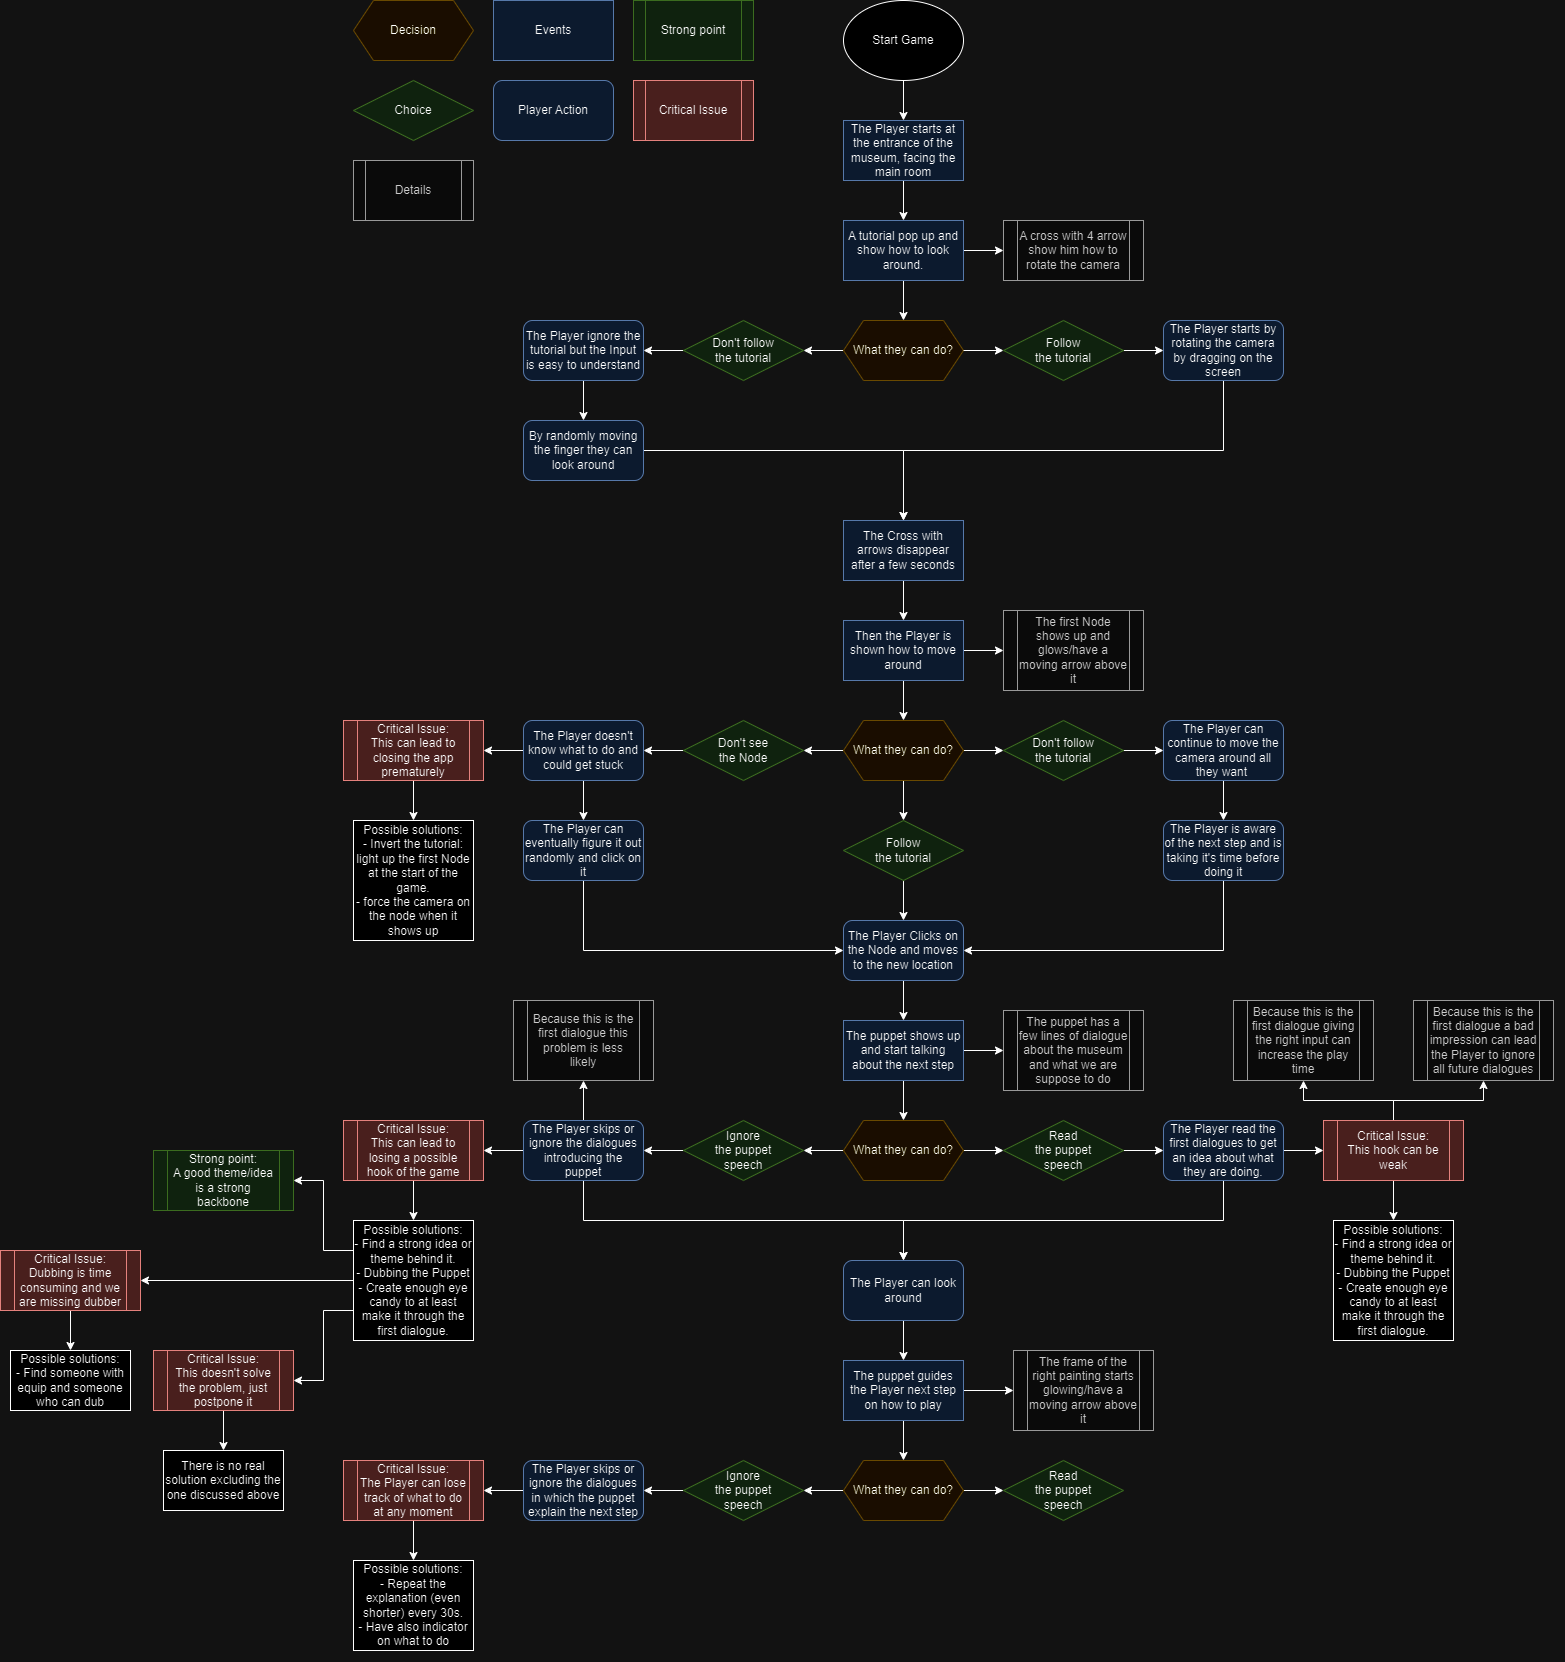 Decision
Events
Strong point
Start Game
Choice
Player Action
Critical Issue
Details
The Player starts at
the entrance of the
museum, facing the
main room
A tutorial pop up and
show how to look
around.
A cross with 4 arrow
show him how to
rotate the camera
The Player ignore the
tutorial but the Input
is easy to understand
Don't follow
the tutorial
What they can do?
Follow
the tutorial
The Player starts by
rotating the camera
by dragging on the
screen
By randomly moving
the finger they can
look around
The Cross with
arrows disappear
after a few seconds
Then the Player is
shown how to move
around
The first Node
shows up and
glows/have a
moving arrow above
it
Critical Issue:
This can lead to
closing the app
prematurely
The Player doesn't
know what to do and
could get stuck
Don't see
the Node
What they can do?
Don't follow
the tutorial
The Player can
continue to move the
camera around all
they want
Possible solutions:
- Invert the tutorial:
light up the first Node
at the start of the
game.
- force the camera on
the node when it
shows up
The Player can
eventually figure it out
randomly and click on
it
Follow
the tutorial
The Player is aware
of the next step and is
taking it's time before
doing it
The Player Clicks on
the Node and moves
to the new location
Because this is the
first dialogue this
problem is less
likely
The puppet shows up
and start talking
about the next step
The puppet has a
few lines of dialogue
about the museum
and what we are
suppose to do
Because this is the
first dialogue giving
the right input can
increase the play
time
Because this is the
first dialogue a bad
impression can lead
the Player to ignore
all future dialogues
Strong point:
A good theme/idea
is a strong
backbone
Critical Issue:
This can lead to
losing a possible
hook of the game
The Player skips or
ignore the dialogues
introducing the
puppet
Ignore
the puppet
speech
What they can do?
Read
the puppet
speech
The Player read the
first dialogues to get
an idea about what
they are doing.
Critical Issue:
This hook can be
weak
Critical Issue:
Dubbing is time
consuming and we
are missing dubber
Possible solutions:
- Find a strong idea or
theme behind it.
- Dubbing the Puppet
- Create enough eye
candy to at least
make it through the
first dialogue.
The Player can look
around
Possible solutions:
- Find a strong idea or
theme behind it.
- Dubbing the Puppet
- Create enough eye
candy to at least
make it through the
first dialogue.
Possible solutions:
- Find someone with
equip and someone
who can dub
Critical Issue:
This doesn't solve
the problem, just
postpone it
The puppet guides
the Player next step
on how to play
The frame of the
right painting starts
glowing/have a
moving arrow above
it
There is no real
solution excluding the
one discussed above
Critical Issue:
The Player can lose
track of what to do
at any moment
The Player skips or
ignore the dialogues
in which the puppet
explain the next step
Ignore
the puppet
speech
What they can do?
Read
the puppet
speech
Possible solutions:
- Repeat the
explanation (even
shorter) every 30s.
- Have also indicator
on what to do